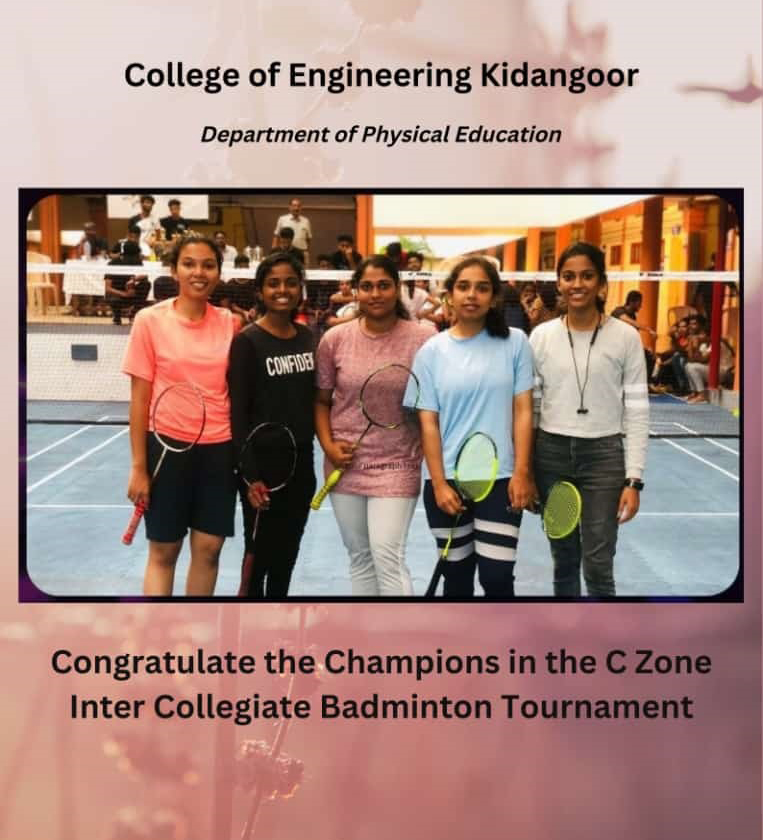 College of Engineering Kidangoor
Department of Physical Education
CONFIDEN
Congratulate the Champions in the C Zone
Inter Collegiate Badminton Tournament